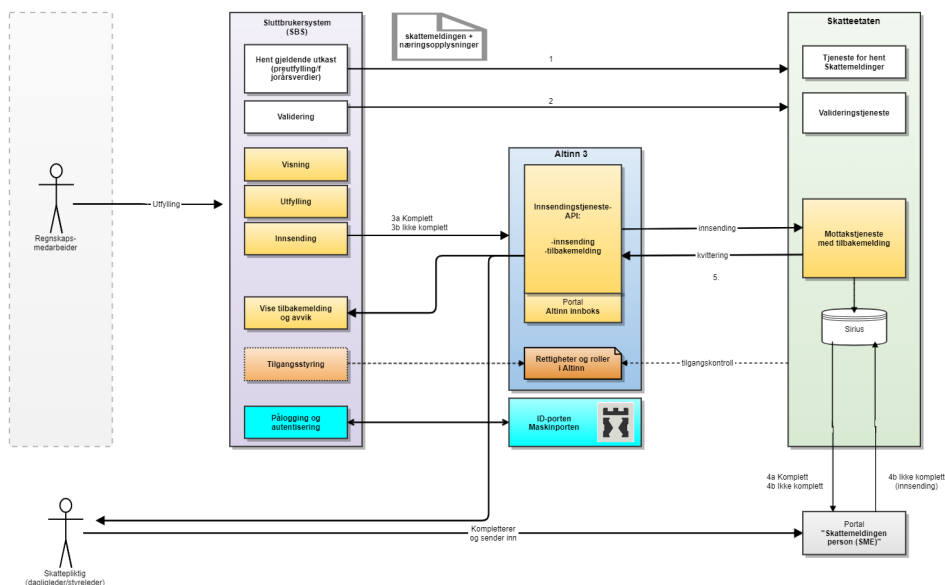 Sluttbrukersystem
(SBS)
skattemeldingen +
næringsopplysninger
Skatteetaten
Hent gjeldende utkast
(preutfylling/f
jorårsverdier)
1
Tjeneste for hent
Skattemeldinger
Validering
2
Valideringstjeneste
Visning
Altinn 3
Utfylling
Utfylling
Innsending
3a Komplett
3b Ikke komplett
Innsendingstjeneste-
API:
-innsending
-tilbakemelding
innsending
Mottakstjeneste
med tilbakemelding
kvittering
5.
Regnskaps-
medarbeider
Vise tilbakemelding
og avvik
Portal
Altinn innboks
Sirius
Tilgangsstyring
Rettigheter og roller
i Altinn
tilgangskontroll
Pålogging og
autentisering
ID-porten
Maskinporten
4a Komplett
4b Ikke komplett
4b Ikke komplett
(innsending)
Kompletterer
og sender inn
Portal
"Skattemeldingen
person (SME)"
Skattepliktig
(dagligleder/styreleder)